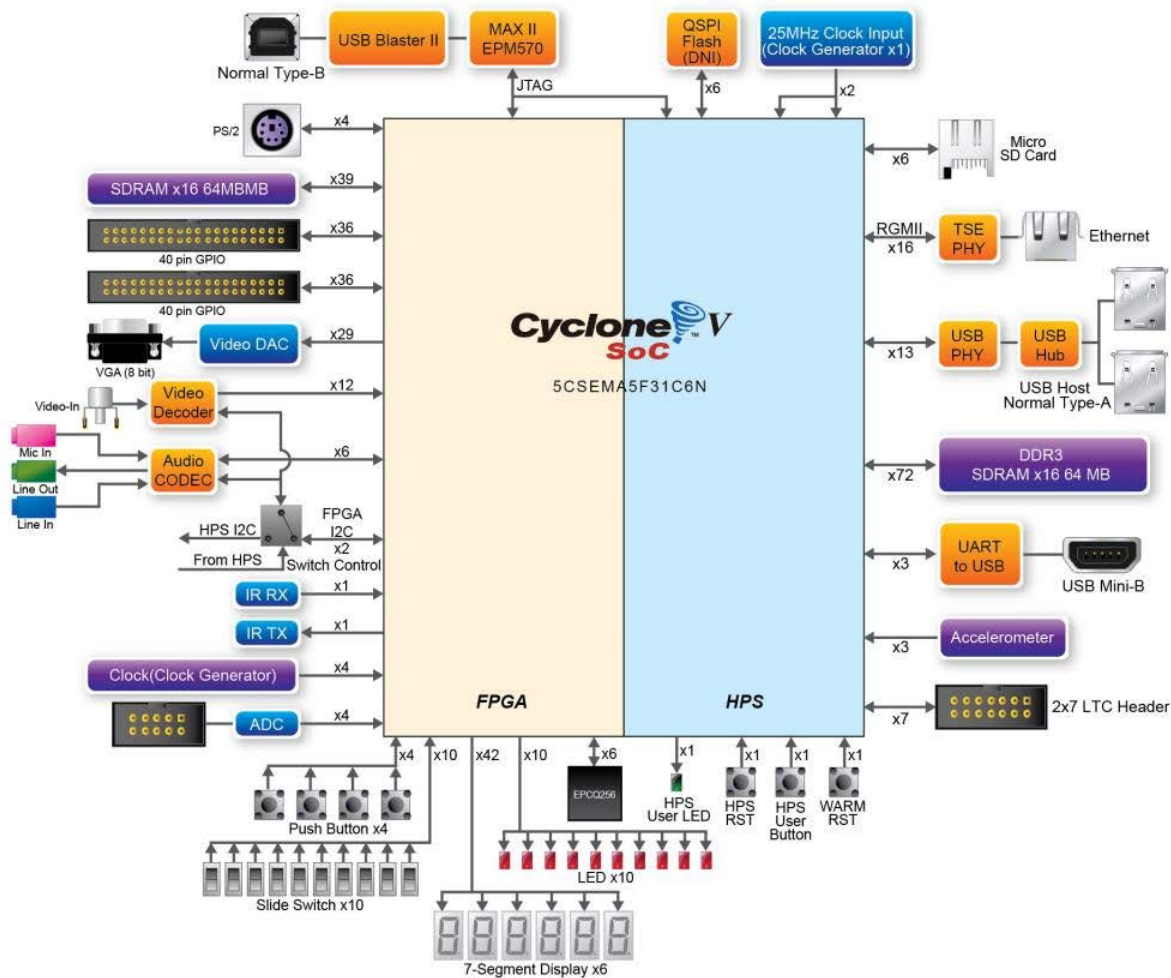 Normal Type-B
USB Blaster II
MAX II
EPM570
QSPI
Flash
(DNI)
25MHz Clock Input
(Clock Generator x1)
JTAG
x6
x2
PS/2
x4
SDRAM x16 64MBMB
x39
x36
40 pin GPIO
x36
40 pin GPIO
VGA (8 bit)
Video DAC
x29
Video-In
Video
Decoder
x12
Mic In
Line Out
Line In
Audio
CODEC
x6
HPS I2C
From HPS
FPGA
I2C
x2
Switch Control
IR RX
x1
IR TX
x1
Clock(Clock Generator)
x4
ADC
x4
Cyclone V
SoC
TM
5CSEMA5F31C6N
FPGA
HPS
x6
Micro
SD Card
RGMII
x16
TSE
PHY
Ethernet
x13
USB
PHY
USB
Hub
USB Host
Normal Type-A
x72
DDR3
SDRAM x16 64 MB
x3
UART
to USB
USB Mini-B
x3
Accelerometer
x7
2x7 LTC Header
x4
x10
x42
x10
x6
x1
x1
x1
x1
Push Button x4
Slide Switch x10
7-Segment Display x6
LED x10
EPCQ256
HPS
User LED
HPS
RST
HPS
User
Button
WARM
RST